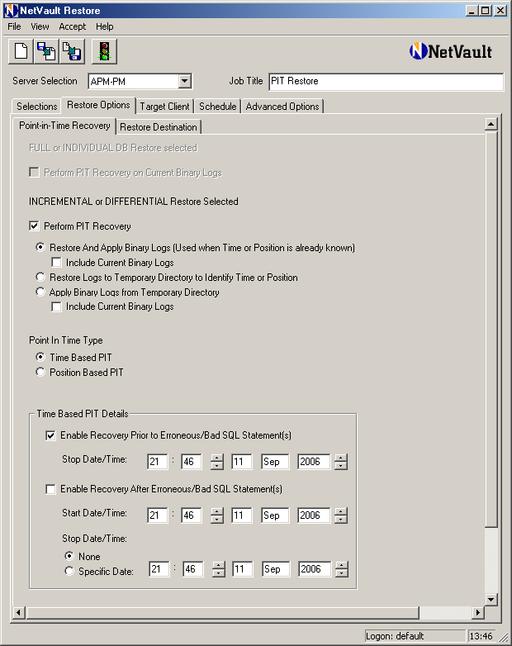 NetVault Restore
File View Accept Help
NetVault
Server Selection APM-PM Job Title PIT Restore
Selections Restore Options Target Client Schedule Advanced Options
Point-in-Time Recovery Restore Destination
FULL or INDIVIDUAL DB Restore selected
Perform PIT Recovery on Current Binary Logs
INCREMENTAL or DIFFERENTIAL Restore Selected
Perform PIT Recovery
Restore And Apply Binary Logs (Used when Time or Position is already known)
Include Current Binary Logs
Restore Logs to Temporary Directory to Identify Time or Position
Apply Binary Logs from Temporary Directory
Include Current Binary Logs
Point In Time Type
Time Based PIT
Position Based PIT
Time Based PIT Details
Enable Recovery Prior to Erroneous/Bad SQL Statement(s)
Stop Date/Time: 21 : 46 11 Sep 2006
Enable Recovery After Erroneous/Bad SQL Statement(s)
Start Date/Time: 21 : 46 11 Sep 2006
Stop Date/Time:
None
Specific Date: 21 : 46 11 Sep 2006
Logon: default 13:46